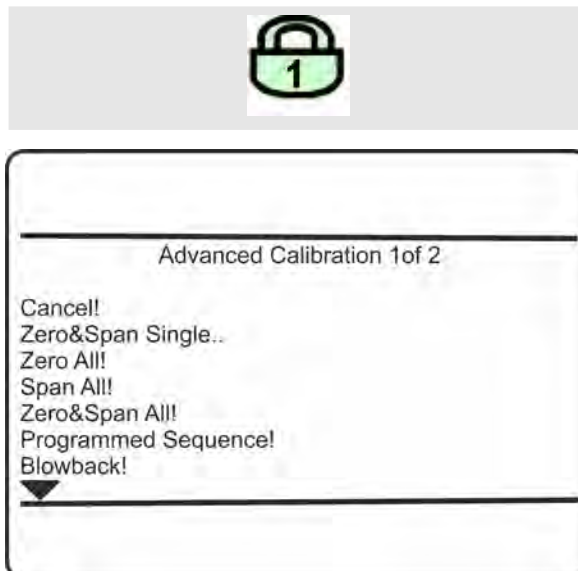 1
Advanced Calibration 1of 2
Cancel!
Zero&Span Single..
Zero All!
Span All!
Zero&Span All!
Programmed Sequence!
Blowback!